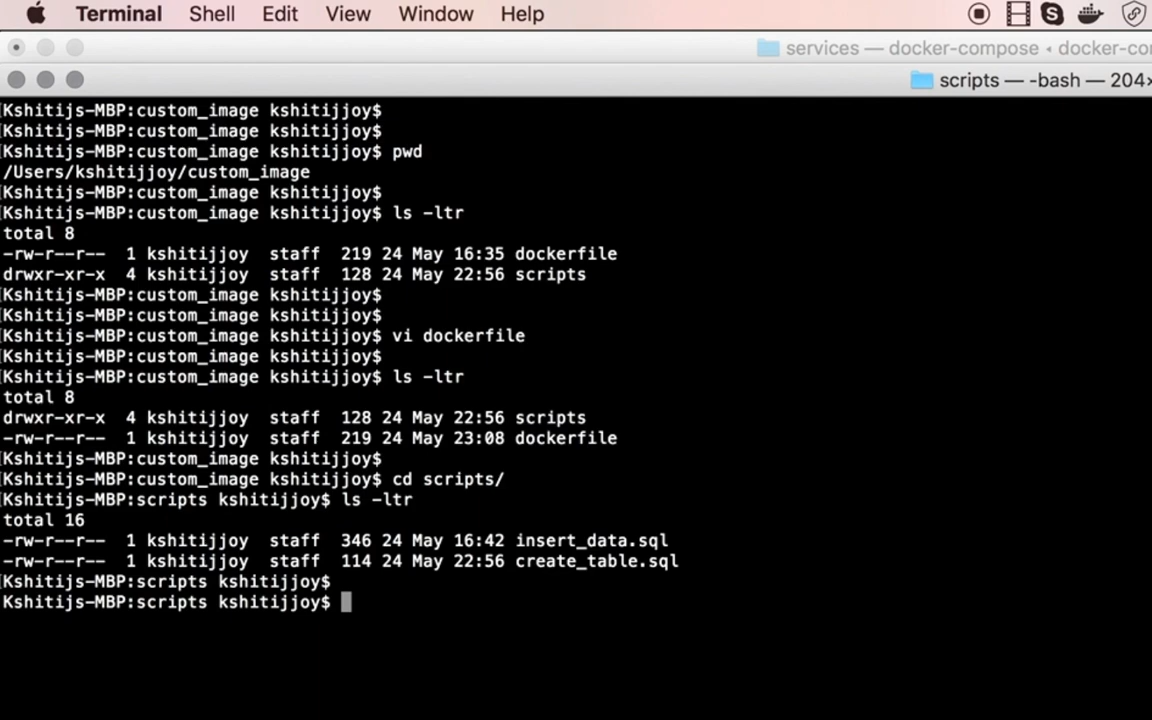 Terminal Shell Edit View Window Help
services — docker-compose ◂ docker-co
scripts — -bash — 204×
Kshitijs-MBP:custom_image kshitijjoy$
Kshitijs-MBP:custom_image kshitijjoy$
Kshitijs-MBP:custom_image kshitijjoy$ pwd
/Users/kshitijjoy/custom_image
Kshitijs-MBP:custom_image kshitijjoy$
Kshitijs-MBP:custom_image kshitijjoy$ ls -ltr
total 8
-rw-r--r-- 1 kshitijjoy staff 219 24 May 16:35 dockerfile
drwxr-xr-x 4 kshitijjoy staff 128 24 May 22:56 scripts
Kshitijs-MBP:custom_image kshitijjoy$
Kshitijs-MBP:custom_image kshitijjoy$
Kshitijs-MBP:custom_image kshitijjoy$ vi dockerfile
Kshitijs-MBP:custom_image kshitijjoy$
Kshitijs-MBP:custom_image kshitijjoy$ ls -ltr
total 8
drwxr-xr-x 4 kshitijjoy staff 128 24 May 22:56 scripts
-rw-r--r-- 1 kshitijjoy staff 219 24 May 23:08 dockerfile
Kshitijs-MBP:custom_image kshitijjoy$
Kshitijs-MBP:custom_image kshitijjoy$ cd scripts/
Kshitijs-MBP:scripts kshitijjoy$ ls -ltr
total 16
-rw-r--r-- 1 kshitijjoy staff 346 24 May 16:42 insert_data.sql
-rw-r--r-- 1 kshitijjoy staff 114 24 May 22:56 create_table.sql
Kshitijs-MBP:scripts kshitijjoy$
Kshitijs-MBP:scripts kshitijjoy$